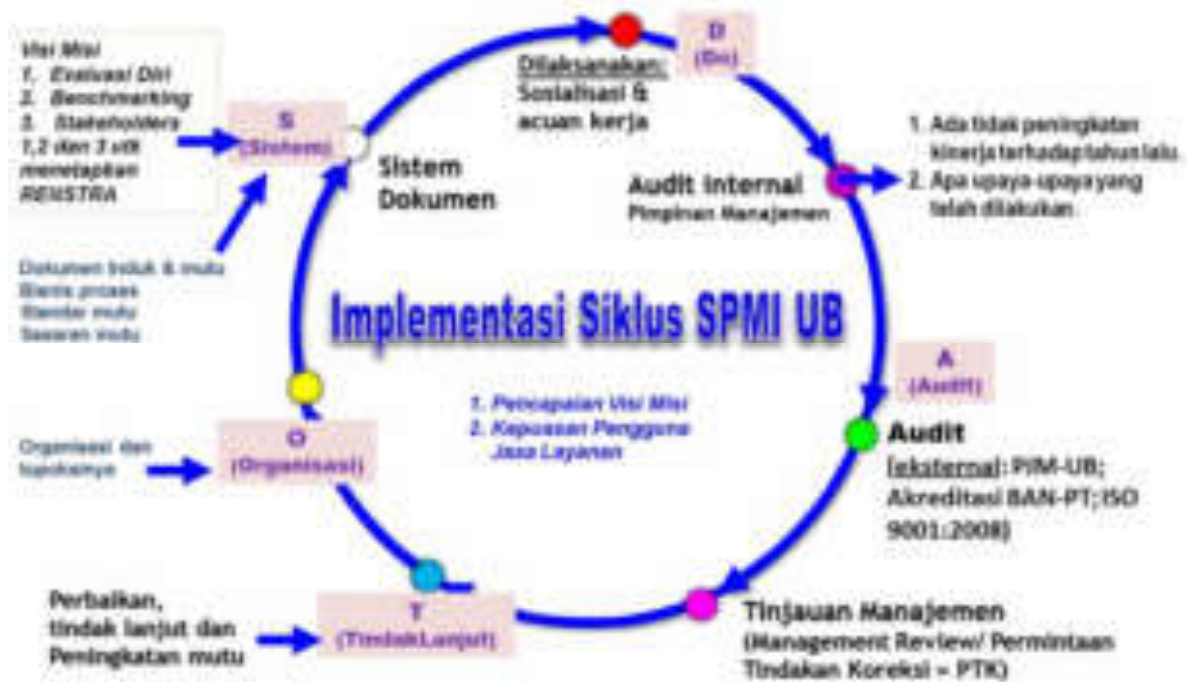 Visi Misi
1. Evaluasi Diri
2. Benchmarking
3. Stakeholders
1,2 dan 3 utk
menetapkan
RENSTRA
S
(Sistem)
Sistem
Dokumen
Dokumen Induk & mutu
Bisnis proses
Standar mutu
Sasaran mutu
Dilaksanakan:
Sosialisasi &
acuan kerja
D
(Do)
Audit Internal
Pimpinan Manajemen
1. Ada tidak peningkatan
kinerja terhadap tahun lalu
2. Apa upaya-upaya yang
telah dilakukan.
Implementasi Siklus SPMI UB
1. Pencapaian Visi Misi
2. Kepuasan Pengguna
Jasa Layanan
A
(Audit)
Audit
(eksternal: PJM-UB;
Akreditasi BAN-PT; ISO
9001:2008)
O
(Organisasi)
Organisasi dan
tupoksinya
T
(TindakLanjut)
Perbaikan,
tindak lanjut dan
Peningkatan mutu
Tinjauan Manajemen
(Management Review/ Permintaan
Tindakan Koreksi = PTK)